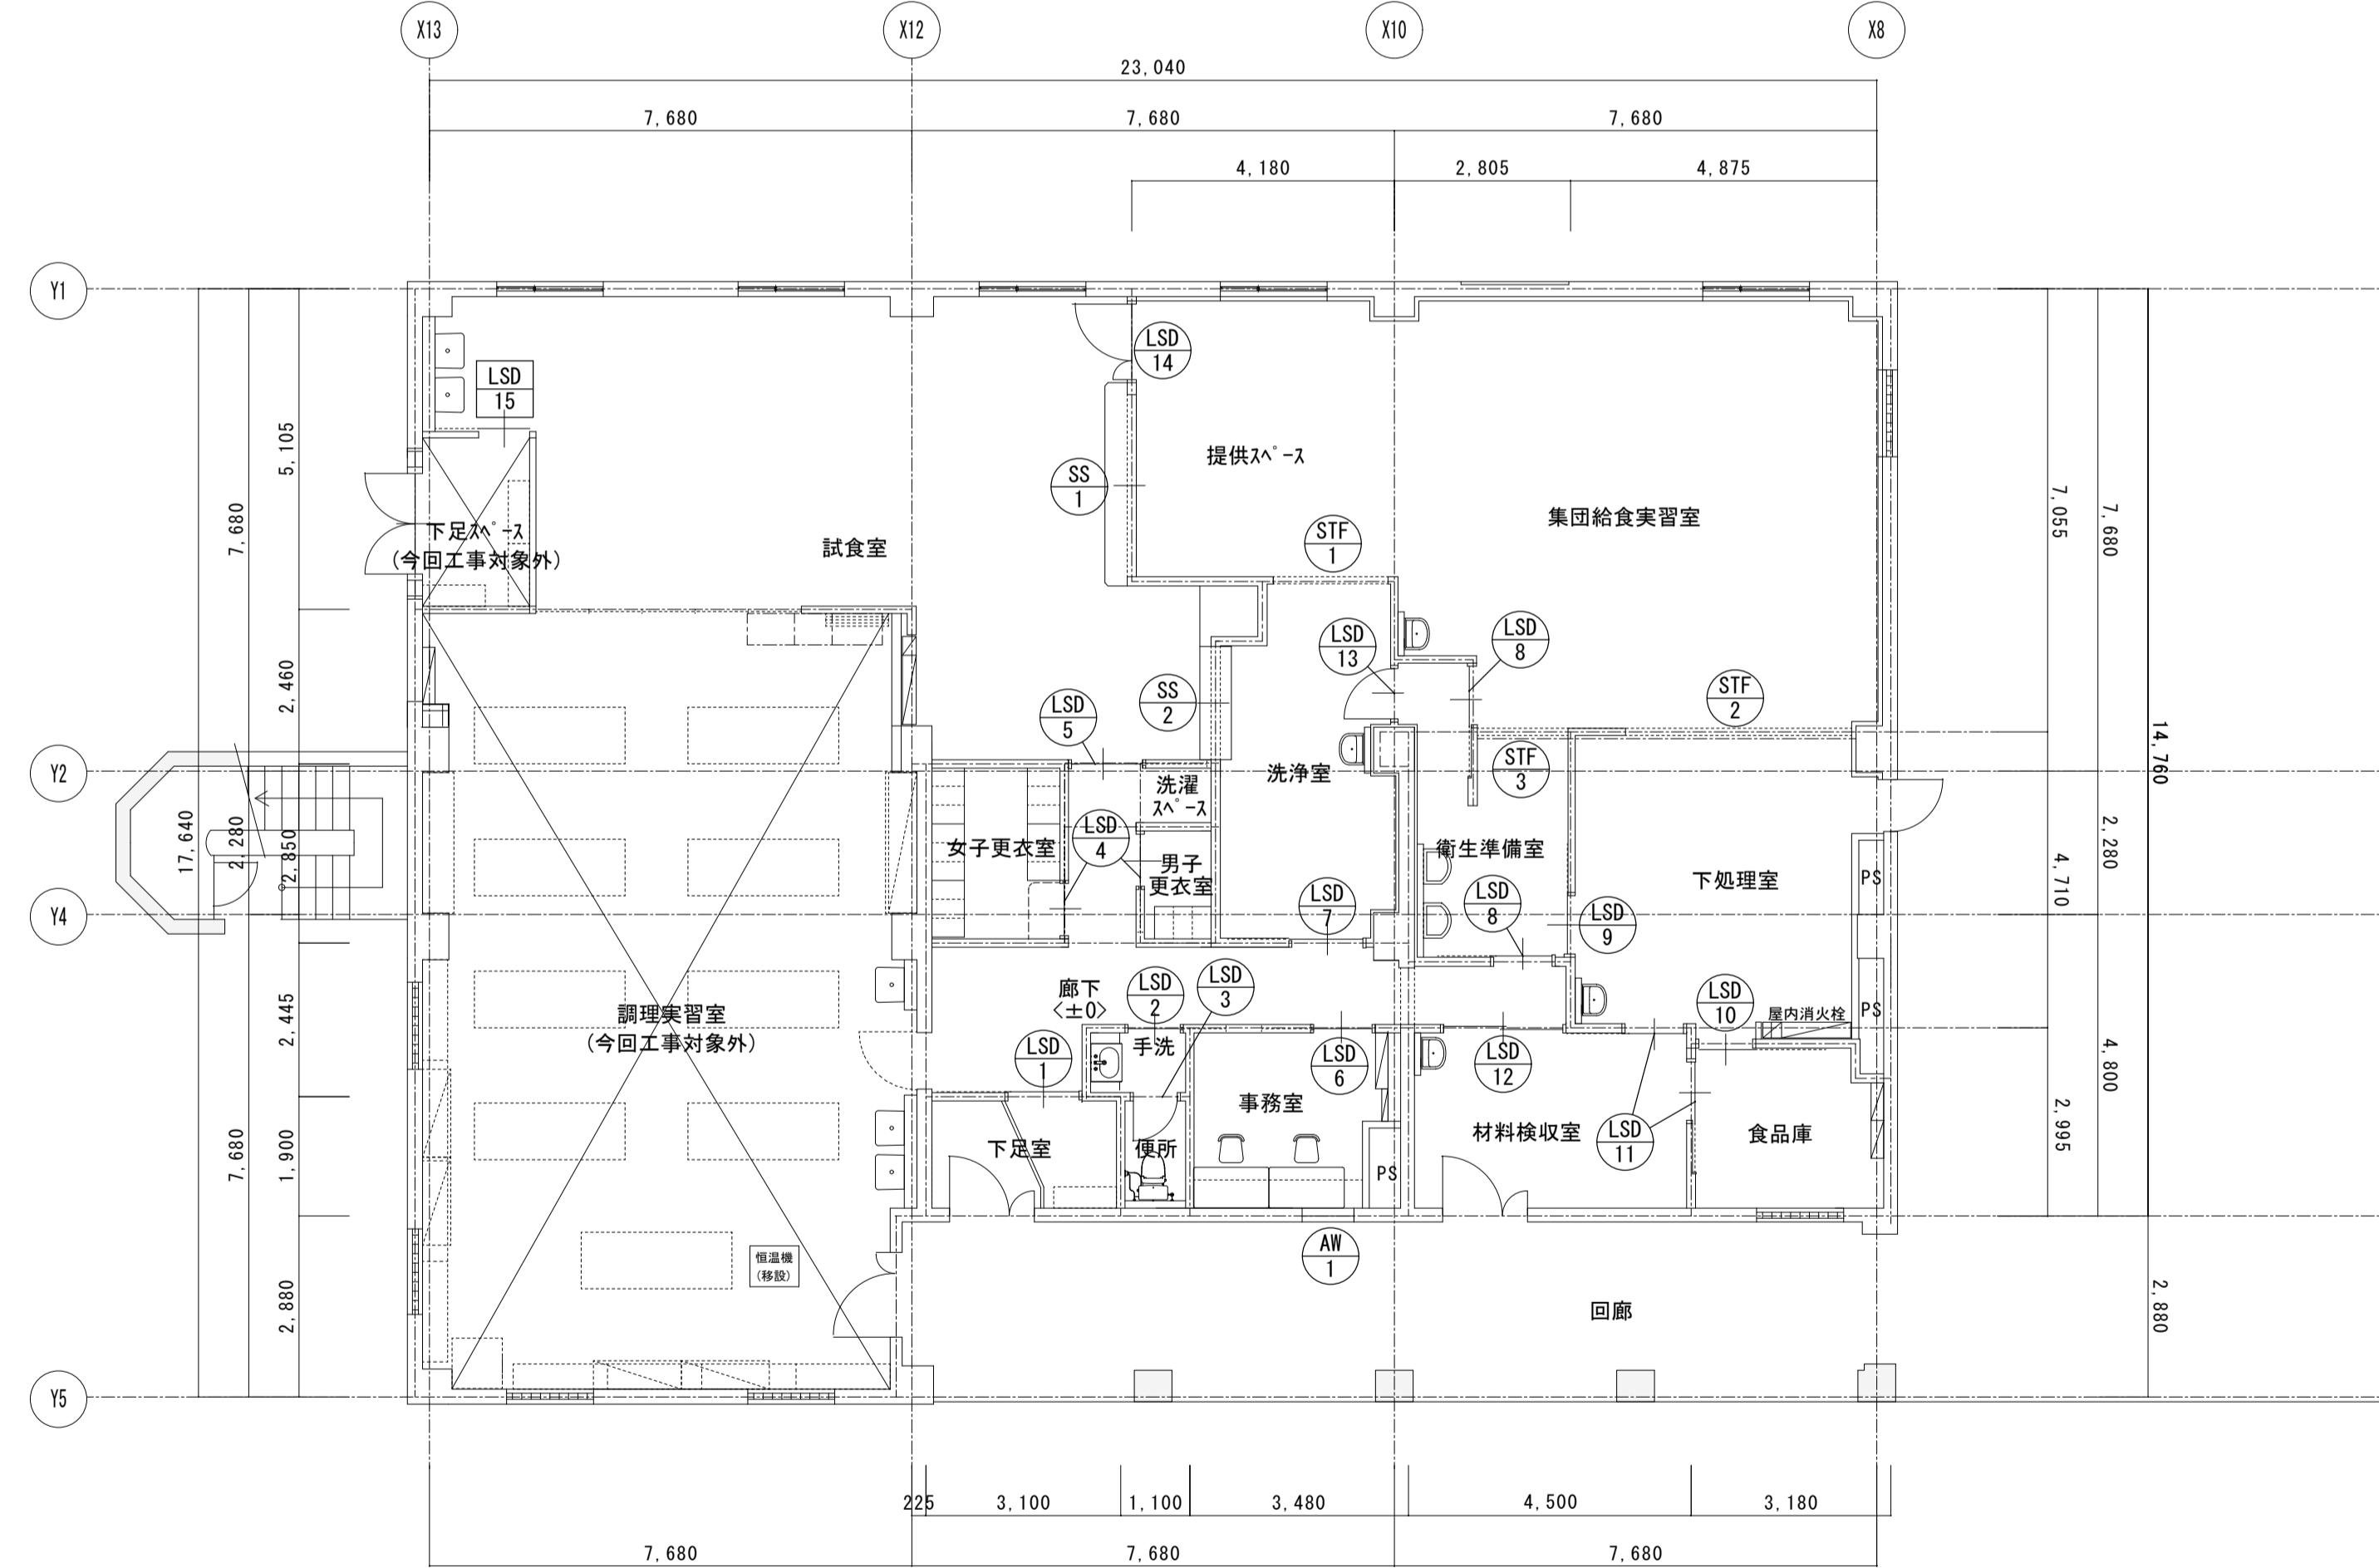 X13
X12
X10
X8
23,040
7,680
7,680
7,680
4,180
2,805
4,875
Y1
LSD
14
LSD
15
5,105
7,680
SS
1
提供ｽﾍﾟｰｽ
STF
1
集団給食実習室
7,055
7,680
下足ｽﾍﾟｰｽ
(今回工事対象外)
試食室
LSD
13
LSD
8
2,460
LSD
5
SS
2
STF
2
14,760
Y2
洗浄室
STF
3
洗濯
ｽﾍﾟｰｽ
17,640
2,280
2,850
女子更衣室
LSD
4
男子
更衣室
衛生準備室
下処理室
PS
4,710
2,280
Y4
LSD
7
LSD
8
LSD
9
2,445
調理実習室
(今回工事対象外)
廊下
<±0>
LSD
2
LSD
3
LSD
10
屋内消火栓
PS
手洗
LSD
1
LSD
6
LSD
12
4,800
7,680
1,900
下足室
便所
事務室
PS
材料検収室
LSD
11
食品庫
2,995
恒温機
(移設)
AW
1
2,880
回廊
2,880
Y5
225
3,100
1,100
3,480
4,500
3,180
7,680
7,680
7,680